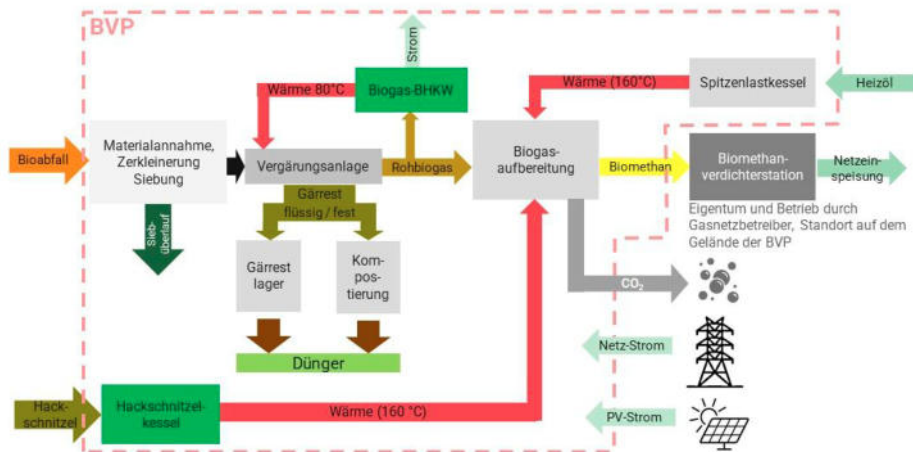 BVP
Strom
Wärme 80°C
Biogas-BHKW
Wärme (160°C)
Spitzenlastkessel
Heizöl
Bioabfall
Materialannahme,
Zerkleinerung
Siebung
Vergärungsanlage
Rohbiogas
Biogas-
aufbereitung
Biomethan
Biomethan-
verdichterstation
Netzein-
speisung
Eigentum und Betrieb durch
Gasnetzbetreiber, Standort auf dem
Gelände der BVP
Gärrest
flüssig / fest
Sieb-
überlauf
Gärrest
lager
Kom-
pos-
tierung
CO₂
Netz-Strom
Dünger
Hack-
schnitzel
Hackschnitzel-
kessel
Wärme (160 °C)
PV-Strom